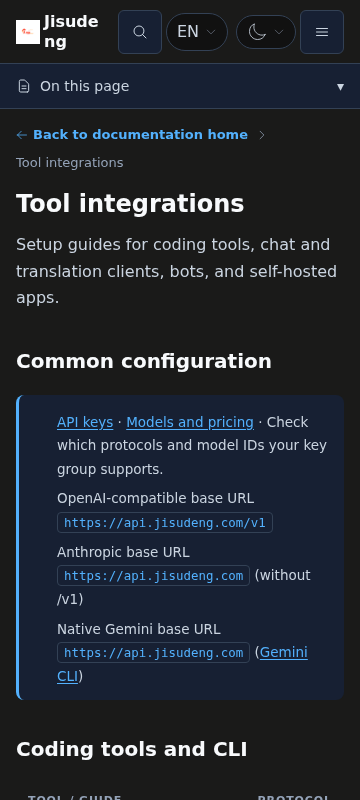 Jisude
ng
EN
On this page
▼
← Back to documentation home >
Tool integrations
Tool integrations
Setup guides for coding tools, chat and
translation clients, bots, and self-hosted
apps.
Common configuration
API keys · Models and pricing · Check
which protocols and model IDs your key
group supports.
OpenAI-compatible base URL
https://api.jisudeng.com/v1
Anthropic base URL
https://api.jisudeng.com (without
/v1)
Native Gemini base URL
https://api.jisudeng.com (Gemini
CLI)
Coding tools and CLI
TOOL / GUIDE PROTOCOL